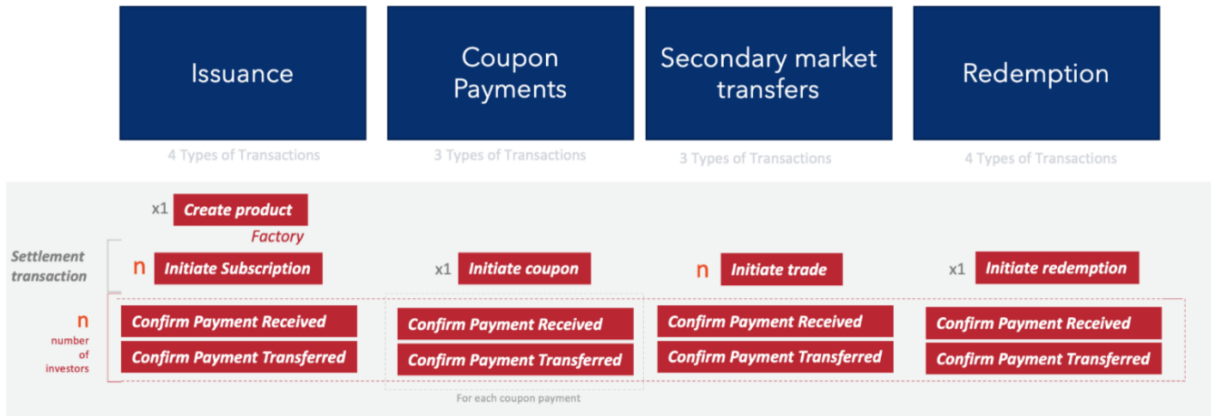 Issuance
Coupon
Payments
Secondary market
transfers
Redemption
4 Types of Transactions
3 Types of Transactions
3 Types of Transactions
4 Types of Transactions
x1 Create product
Factory
Settlement
transaction
n Initiate Subscription
x1 Initiate coupon
n Initiate trade
x1 Initiate redemption
n
number
of
investors
Confirm Payment Received
Confirm Payment Received
Confirm Payment Received
Confirm Payment Received
Confirm Payment Transferred
Confirm Payment Transferred
Confirm Payment Transferred
Confirm Payment Transferred
For each coupon payment